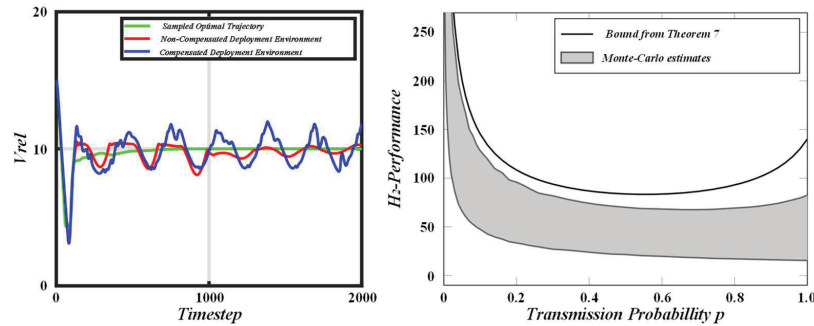 20
10
0
0
1000
2000
Vrel
Timestep
Sampled Optimal Trajectory
Non-Compensated Deployment Environment
Compensated Deployment Environment
250
200
150
100
50
0
0
0.2
0.4
0.6
0.8
1.0
H2-Performance
Transmission Probability p
Bound from Theorem 7
Monte-Carlo estimates